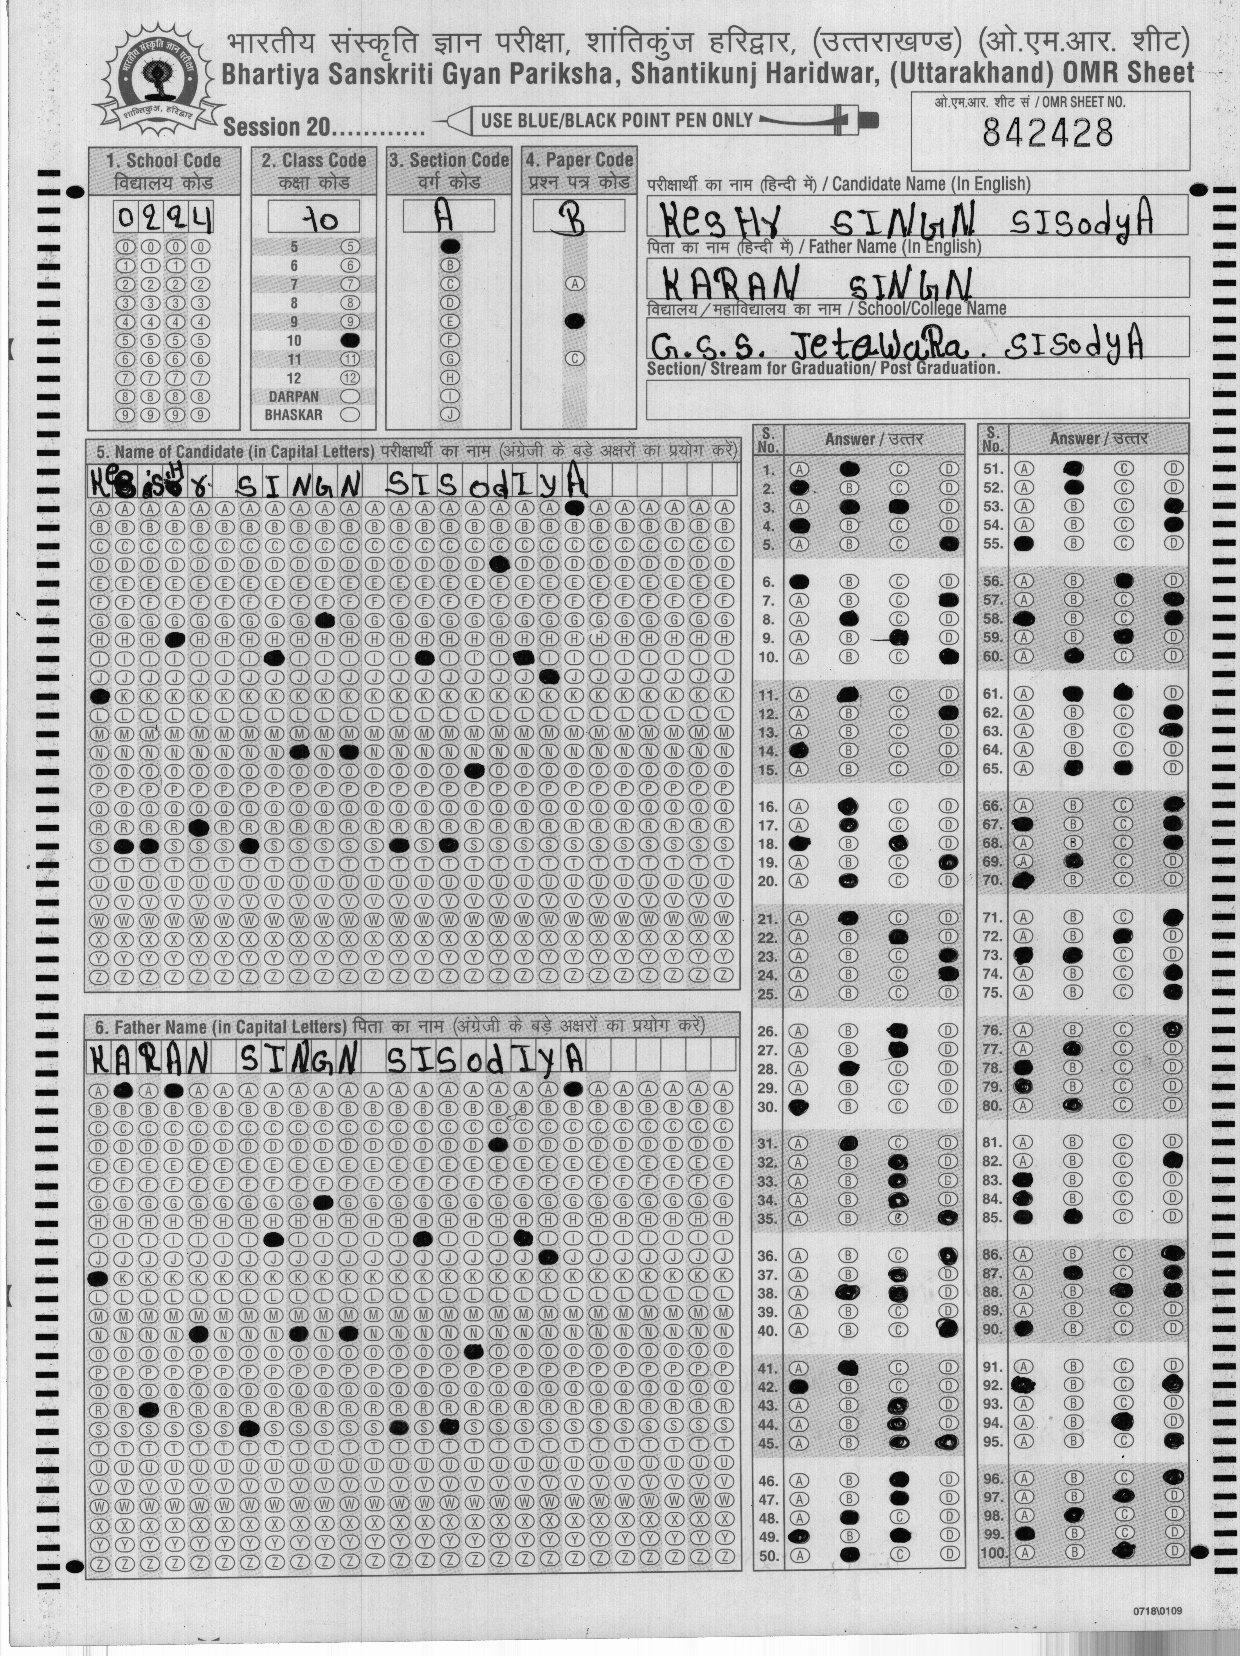 भारतीय संस्कृति ज्ञान परीक्षा, शांतिकुंज हरिद्वार, (उत्तराखण्ड) (ओ.एम.आर. शीट)
Bhartiya Sanskriti Gyan Pariksha, Shantikunj Haridwar, (Uttarakhand) OMR Sheet
Session 20............
USE BLUE/BLACK POINT PEN ONLY
ओ.एम.आर. शीट सं / OMR SHEET NO.
842428
1. School Code
विद्यालय कोड
0224
2. Class Code
कक्षा कोड
10
5
6
7
8
9
10
11
12
DARPAN
BHASKAR
3. Section Code
वर्ग कोड
A
4. Paper Code
प्रश्न पत्र कोड
B
परीक्षार्थी का नाम (हिन्दी में) / Candidate Name (In English)
KeSHY SINGN SISodyA
पिता का नाम (हिन्दी में) / Father Name (In English)
KARAN SINGN
विद्यालय/महाविद्यालय का नाम / School/College Name
G.S.S. JetaWaRa. SISodyA
Section/ Stream for Graduation/ Post Graduation.
5. Name of Candidate (in Capital Letters) परीक्षार्थी का नाम (अंग्रेजी के बड़े अक्षरों का प्रयोग करें)
SINGN SISodIyA
6. Father Name (in Capital Letters) पिता का नाम (अंग्रेजी के बड़े अक्षरों का प्रयोग करें)
KARAN SINGN SISodIyA
S. No. Answer / उत्तर
S. No. Answer / उत्तर
0718\0109